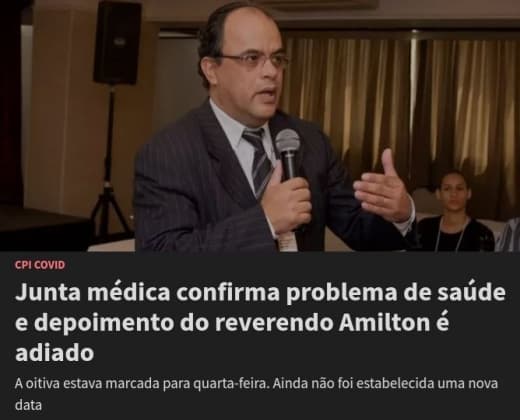 CPI COVID
Junta médica confirma problema de saúde
e depoimento do reverendo Amilton é
adiado
A oitiva estava marcada para quarta-feira. Ainda não foi estabelecida uma nova
data